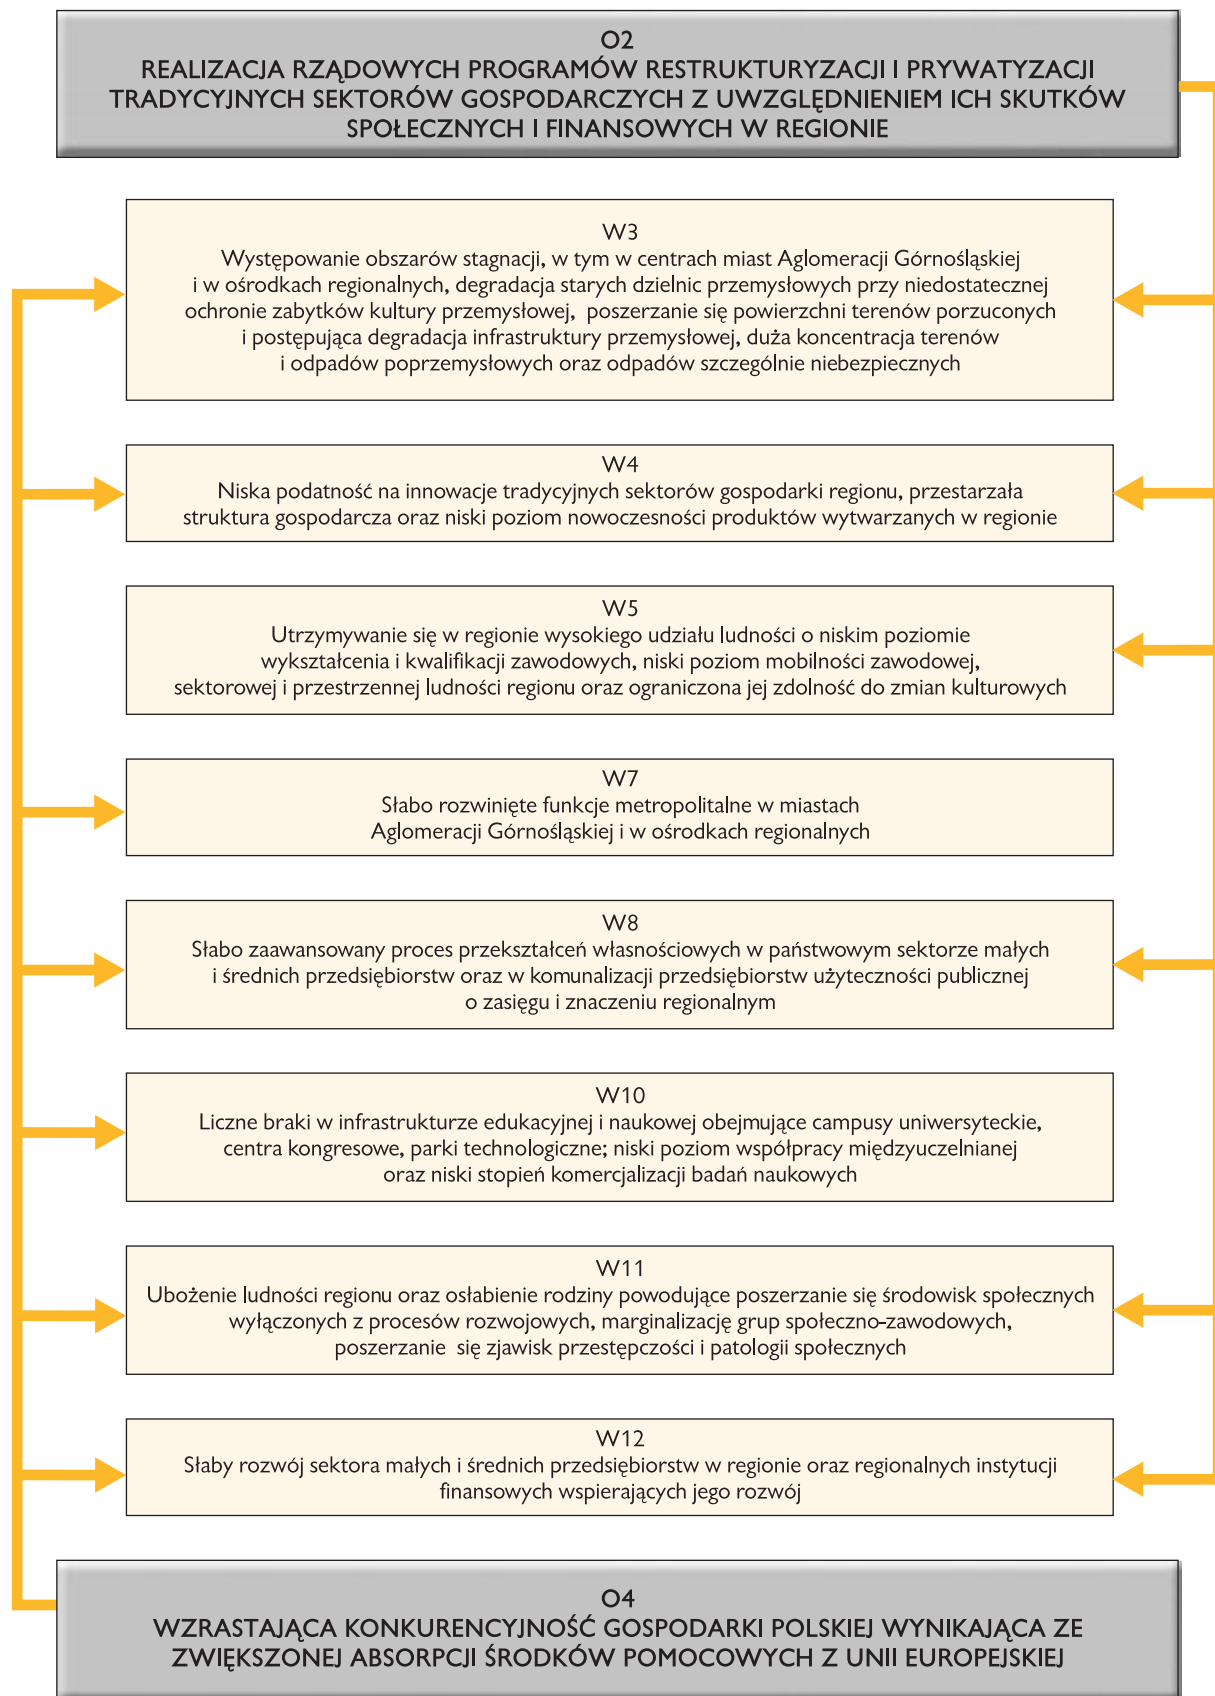 O2
REALIZACJA RZĄDOWYCH PROGRAMÓW RESTRUKTURYZACJI I PRYWATYZACJI
TRADYCYJNYCH SEKTORÓW GOSPODARCZYCH Z UWZGLĘDNIENIEM ICH SKUTKÓW
SPOŁECZNYCH I FINANSOWYCH W REGIONIE
W3
Występowanie obszarów stagnacji, w tym w centrach miast Aglomeracji Górnośląskiej
i w ośrodkach regionalnych, degradacja starych dzielnic przemysłowych przy niedostatecznej
ochronie zabytków kultury przemysłowej, poszerzanie się powierzchni terenów porzuconych
i postępująca degradacja infrastruktury przemysłowej, duża koncentracja terenów
i odpadów poprzemysłowych oraz odpadów szczególnie niebezpiecznych
W4
Niska podatność na innowacje tradycyjnych sektorów gospodarki regionu, przestarzała
struktura gospodarcza oraz niski poziom nowoczesności produktów wytwarzanych w regionie
W5
Utrzymywanie się w regionie wysokiego udziału ludności o niskim poziomie
wykształcenia i kwalifikacji zawodowych, niski poziom mobilności zawodowej,
sektorowej i przestrzennej ludności regionu oraz ograniczona jej zdolność do zmian kulturowych
W7
Słabo rozwinięte funkcje metropolitalne w miastach
Aglomeracji Górnośląskiej i w ośrodkach regionalnych
W8
Słabo zaawansowany proces przekształceń własnościowych w państwowym sektorze małych
i średnich przedsiębiorstw oraz w komunalizacji przedsiębiorstw użyteczności publicznej
o zasięgu i znaczeniu regionalnym
W10
Liczne braki w infrastrukturze edukacyjnej i naukowej obejmujące campusy uniwersyteckie,
centra kongresowe, parki technologiczne; niski poziom współpracy międzyuczelnianej
oraz niski stopień komercjalizacji badań naukowych
W11
Ubożenie ludności regionu oraz osłabienie rodziny powodujące poszerzanie się środowisk społecznych
wyłączonych z procesów rozwojowych, marginalizację grup społeczno-zawodowych,
poszerzanie się zjawisk przestępczości i patologii społecznych
W12
Słaby rozwój sektora małych i średnich przedsiębiorstw w regionie oraz regionalnych instytucji
finansowych wspierających jego rozwój
O4
WZRASTAJĄCA KONKURENCYJNOŚĆ GOSPODARKI POLSKIEJ WYNIKAJĄCA ZE
ZWIĘKSZONEJ ABSORPCJI ŚRODKÓW POMOCOWYCH Z UNII EUROPEJSKIEJ